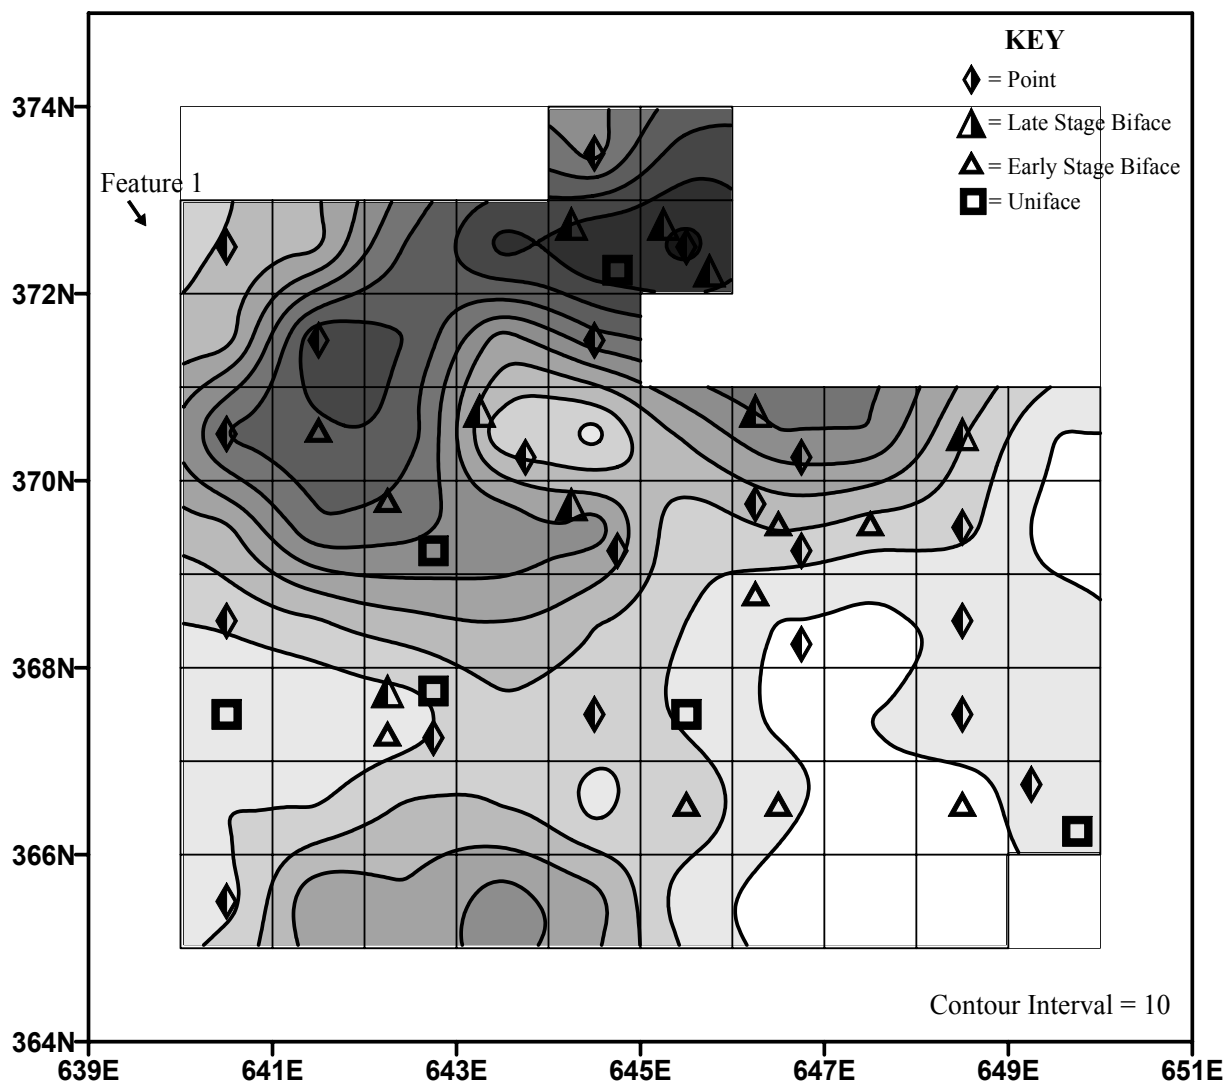 KEY
= Point
= Late Stage Biface
= Early Stage Biface
= Uniface
374N
Feature 1
372N
370N
368N
366N
Contour Interval = 10
364N
639E 641E 643E 645E 647E 649E 651E